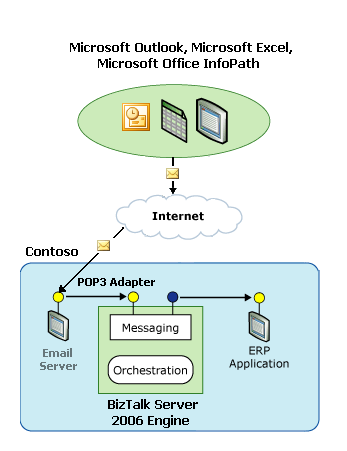 Microsoft Outlook, Microsoft Excel,
Microsoft Office InfoPath
Internet
Contoso
POP3 Adapter
Messaging
Email
Server
ERP
Application
Orchestration
BizTalk Server
2006 Engine